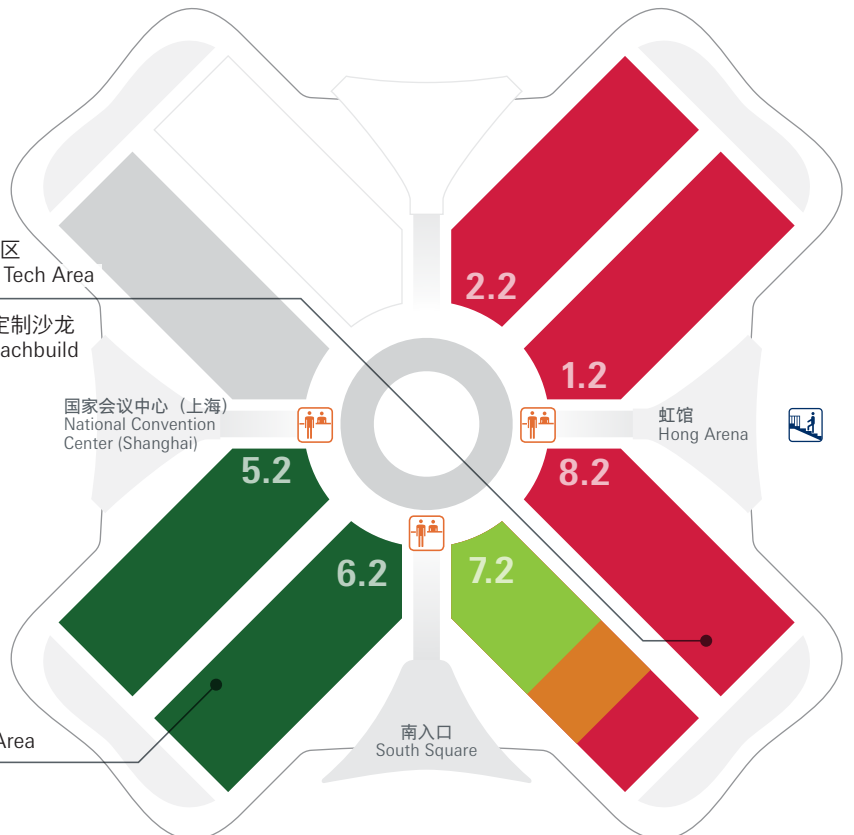 区
Tech Area
定制沙龙
achbuild
国家会议中心（上海）
National Convention
Center (Shanghai)
2.2
1.2
虹馆
Hong Arena
5.2
8.2
6.2
7.2
南入口
South Square
Area